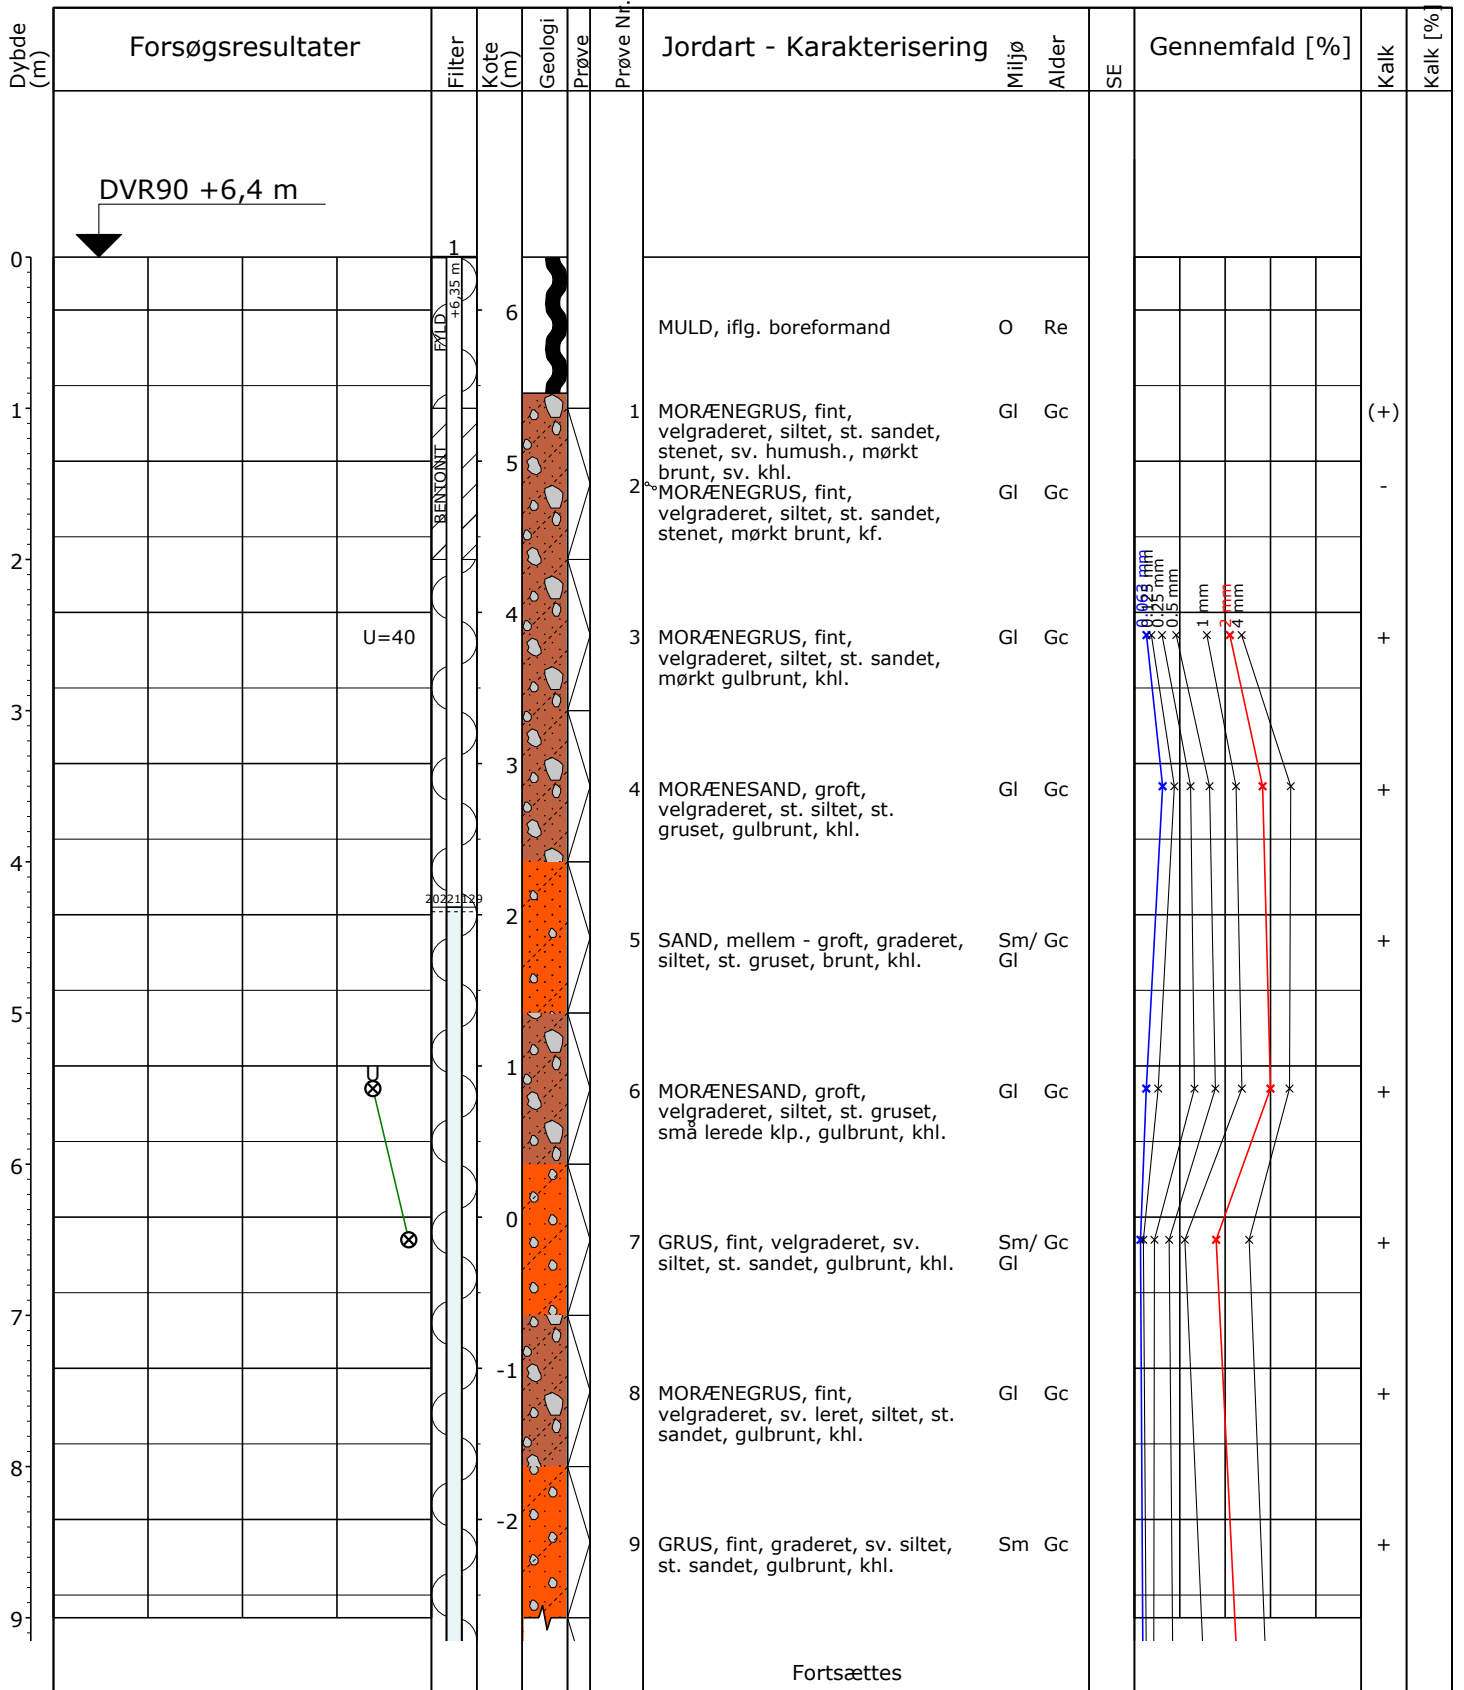 Dybde (m)
Forsøgsresultater
Filter
Kote (m)
Geologi
Prøve
Prøve Nr.
Jordart - Karakterisering
Miljø
Alder
SE
Gennemfald [%]
Kalk
Kalk [%]
DVR90 +6,4 m
1
+6,35 m
0
FYLD
6
MULD, iflg. boreformand O Re
1
1 MORÆNEGRUS, fint, Gl Gc (+)
velgraderet, siltet, st. sandet,
stenet, sv. humush., mørkt
brunt, sv. khl.
BENTONIT
5
2 MORÆNEGRUS, fint, Gl Gc -
velgraderet, siltet, st. sandet,
stenet, mørkt brunt, kf.
2
0.063 mm
0.125 mm
0.25 mm
0.5 mm
1 mm
2 mm
4 mm
4
U=40
3 MORÆNEGRUS, fint, Gl Gc +
velgraderet, siltet, st. sandet,
mørkt gulbrunt, khl.
3
3
4 MORÆNESAND, groft, Gl Gc +
velgraderet, st. siltet, st.
gruset, gulbrunt, khl.
4
20221129
2
5 SAND, mellem - groft, graderet, Sm/ Gc +
siltet, st. gruset, brunt, khl. Gl
5
1
U
6 MORÆNESAND, groft, Gl Gc +
velgraderet, siltet, st. gruset,
små lerede klp., gulbrunt, khl.
6
0
7 GRUS, fint, velgraderet, sv. Sm/ Gc +
siltet, st. sandet, gulbrunt, khl. Gl
7
-1
8 MORÆNEGRUS, fint, Gl Gc +
velgraderet, sv. leret, siltet, st.
sandet, gulbrunt, khl.
8
-2
9 GRUS, fint, graderet, sv. siltet, Sm Gc +
st. sandet, gulbrunt, khl.
9
Fortsættes